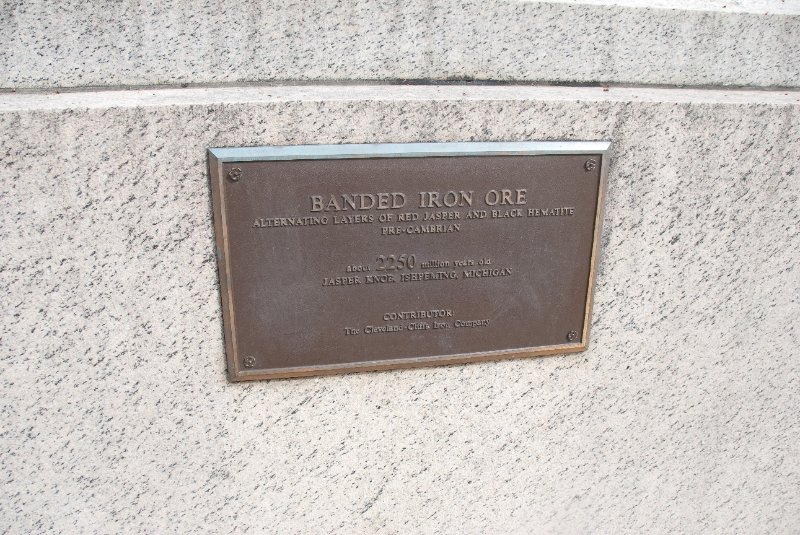 BANDED IRON ORE
ALTERNATING LAYERS OF RED JASPER AND BLACK HEMATITE
PRE-CAMBRIAN
about 2250 million years old
JASPER KNOB, ISHPEMING, MICHIGAN
CONTRIBUTOR:
The Cleveland-Cliffs Iron Company